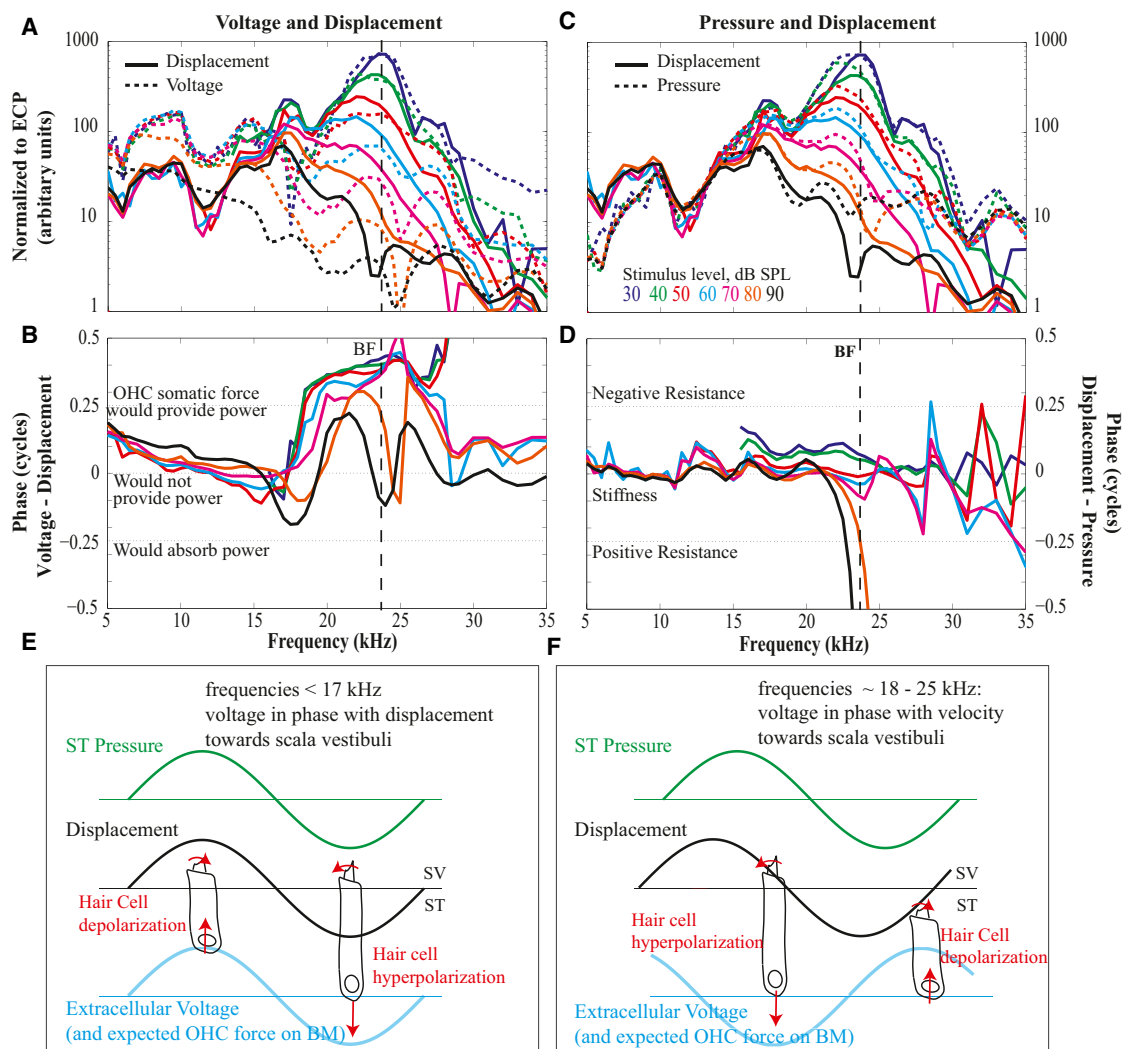 A
Voltage and Displacement
1000
100
10
1
Normalized to ECP
(arbitrary units)
Displacement
Voltage
B
0.5
0.25
0
−0.25
−0.5
Phase (cycles)
Voltage - Displacement
BF
OHC somatic force
would provide power
Would not
provide power
Would absorb power
5 10 15 20 25 30 35
Frequency (kHz)
C
Pressure and Displacement
1000
100
10
1
Displacement
Pressure
Stimulus level, dB SPL
30 40 50 60 70 80 90
D
BF
0.5
0.25
0
−0.25
−0.5
Phase (cycles)
Displacement - Pressure
Negative Resistance
Stiffness
Positive Resistance
5 10 15 20 25 30 35
Frequency (kHz)
E
frequencies < 17 kHz
voltage in phase with displacement
towards scala vestibuli
ST Pressure
Displacement
SV
ST
Hair Cell
depolarization
Hair cell
hyperpolarization
Extracellular Voltage
(and expected OHC force on BM)
F
frequencies ~ 18 - 25 kHz:
voltage in phase with velocity
towards scala vestibuli
ST Pressure
Displacement
SV
ST
Hair cell
hyperpolarization
Hair Cell
depolarization
Extracellular Voltage
(and expected OHC force on BM)